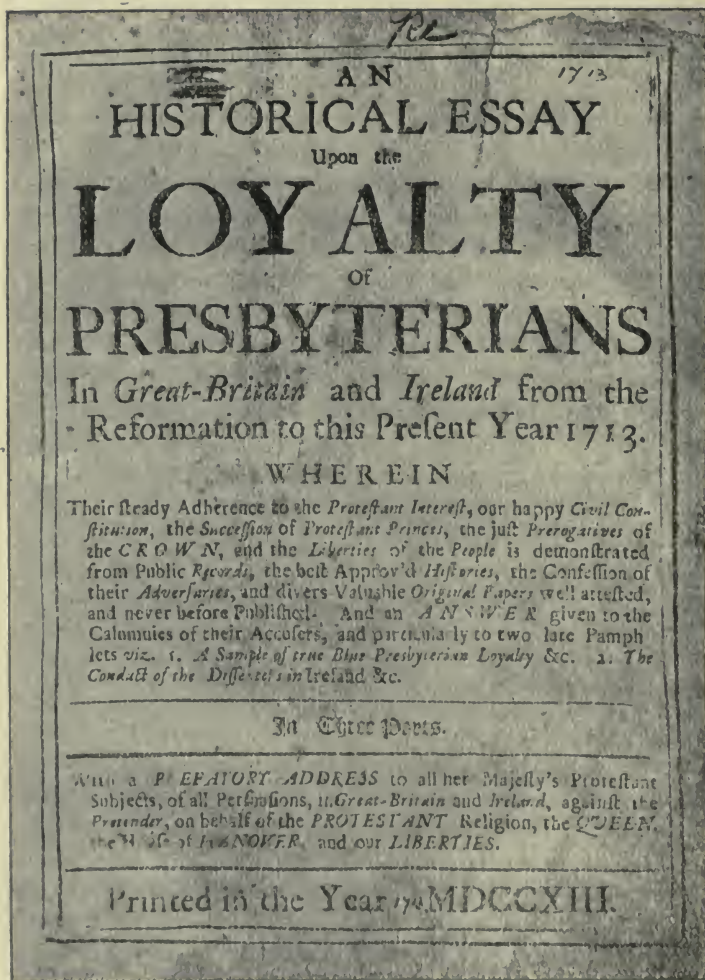 Re
AN 1713
HISTORICAL ESSAY
Upon the
LOYALTY
Of
PRESBYTERIANS
In Great-Britain and Ireland from the
Reformation to this Preſent Year 1713.
WHEREIN
Their ſteady Adherence to the Proteſtant Intereſt, our happy Civil Con-
ſtitution, the Succeſſion of Proteſtant Princes, the juſt Prerogatives of
the CROWN, and the Liberties of the People is demonſtrated
from Public Records, the beſt Approv'd Hiſtories, the Confeſſion of
their Adverſaries, and divers Valuable Original Papers well atteſted,
and never before Publiſhed. And an ANSWER given to the
Calumnies of their Accuſers, and particularly to two late Pamph
lets viz. 1. A Sample of true Blue Presbyterian Loyalty &c. 2. The
Conduct of the Diſſenters in Ireland &c.
In Three Parts.
With a PREFATORY ADDRESS to all her Majeſty's Proteſtant
Subjects, of all Perſwaſions, in Great-Britain and Ireland, againſt the
Pretender, on behalf of the PROTESTANT Religion, the QUEEN,
the Houſe of HANOVER, and our LIBERTIES.
Printed in the Year MDCCXIII.